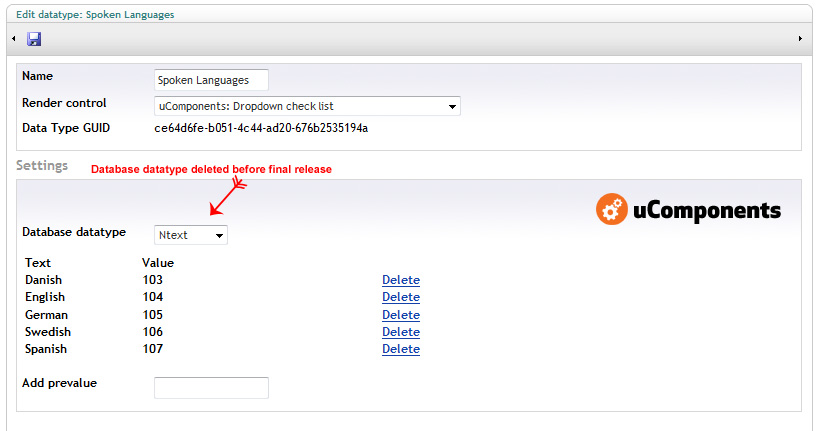 Edit datatype: Spoken Languages
Name Spoken Languages
Render control uComponents: Dropdown check list
Data Type GUID ce64d6fe-b051-4c44-ad20-676b2535194a
Settings Database datatype deleted before final release
uComponents
Database datatype Ntext
Text Value
Danish 103 Delete
English 104 Delete
German 105 Delete
Swedish 106 Delete
Spanish 107 Delete
Add prevalue